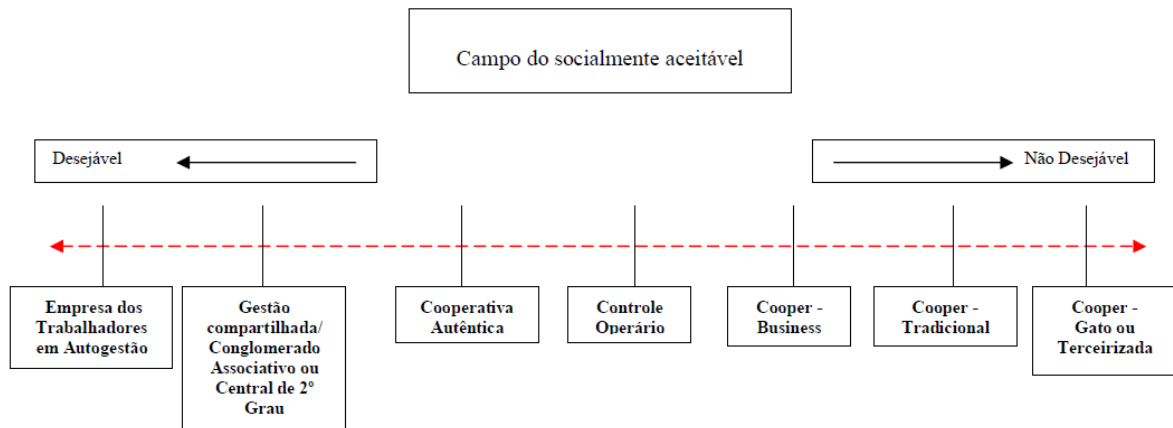 Campo do socialmente aceitável
Desejável
Não Desejável
Empresa dos
Trabalhadores
em Autogestão
Gestão
compartilhada/
Conglomerado
Associativo ou
Central de 2º
Grau
Cooperativa
Autêntica
Controle
Operário
Cooper -
Business
Cooper -
Tradicional
Cooper -
Gato ou
Terceirizada